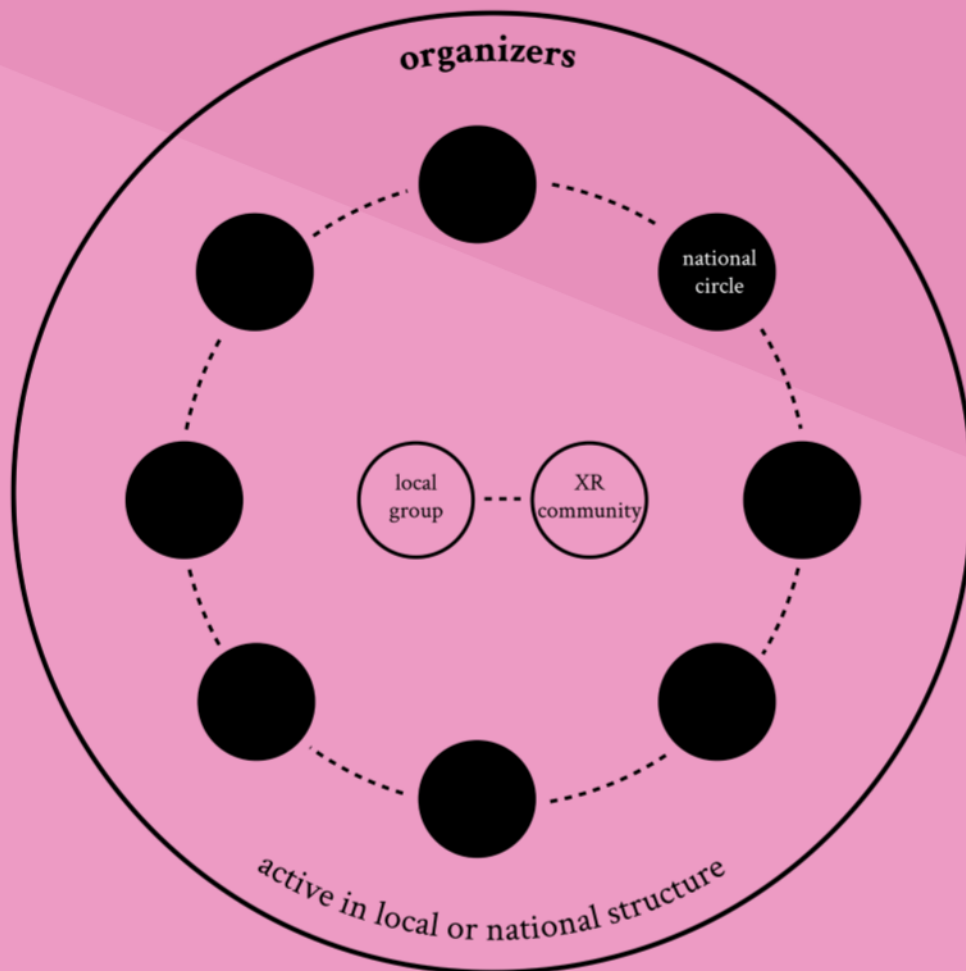 organizers
national
circle
local
group
XR
community
active in local or national structure